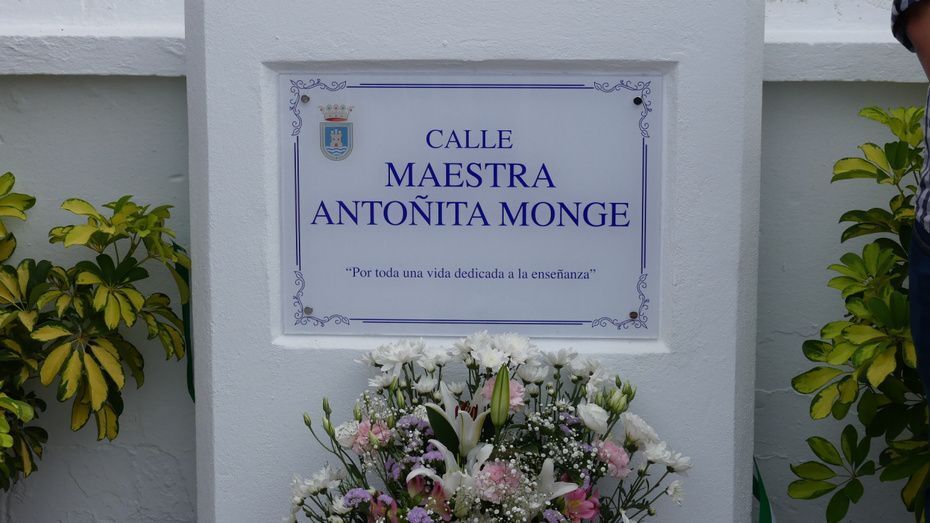 CALLE
MAESTRA
ANTOÑITA MONGE
“Por toda una vida dedicada a la enseñanza”